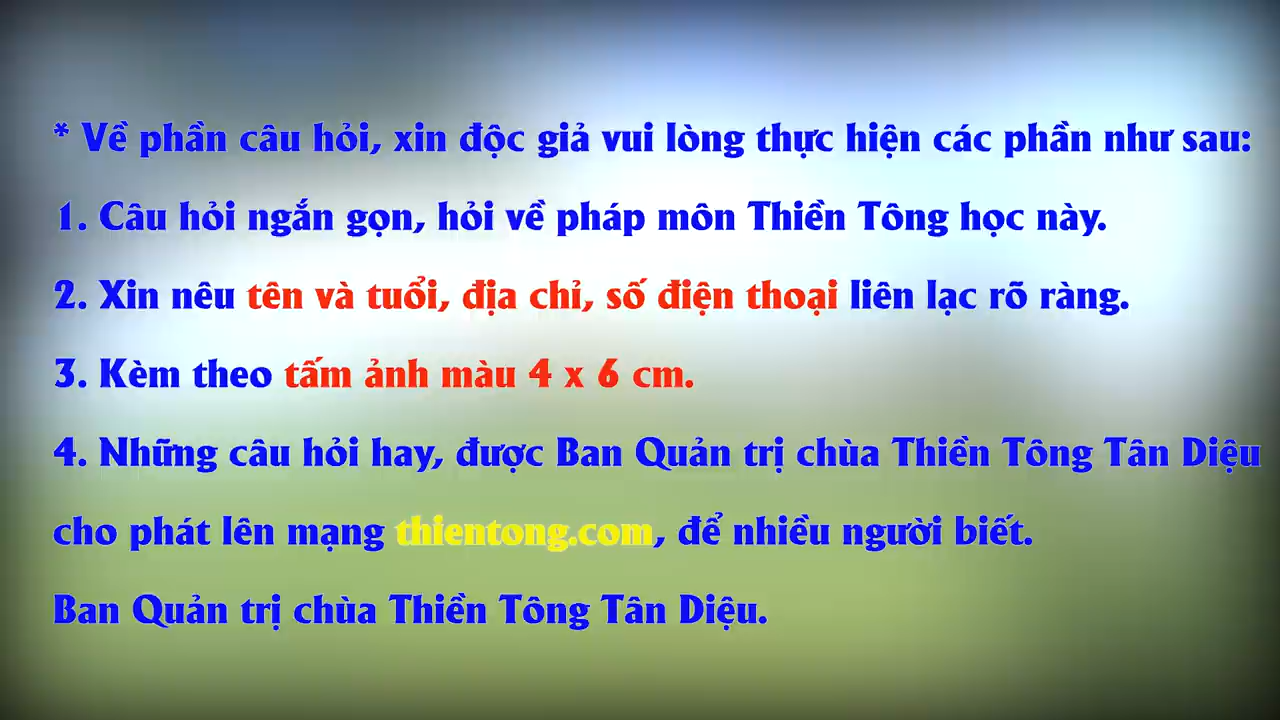 * Về phần câu hỏi, xin độc giả vui lòng thực hiện các phần như sau:
1. Câu hỏi ngắn gọn, hỏi về pháp môn Thiền Tông học này.
2. Xin nêu tên và tuổi, địa chỉ, số điện thoại liên lạc rõ ràng.
3. Kèm theo tấm ảnh màu 4 x 6 cm.
4. Những câu hỏi hay, được Ban Quản trị chùa Thiền Tông Tân Diệu
cho phát lên mạng thientong.com, để nhiều người biết.
Ban Quản trị chùa Thiền Tông Tân Diệu.